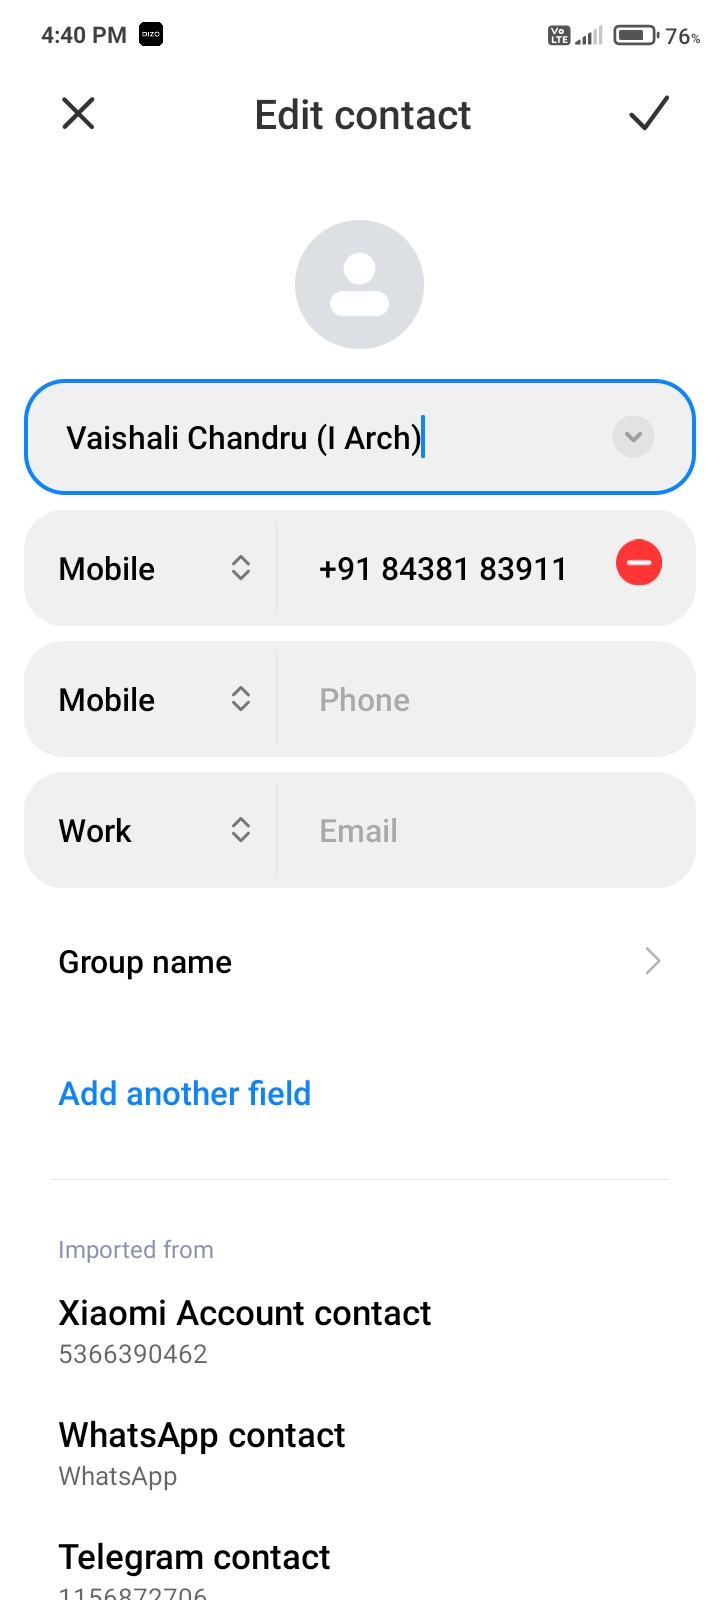 4:40 PM DIZO Vo LTE 76%
Edit contact
Vaishali Chandru (I Arch)
Mobile +91 84381 83911
Mobile Phone
Work Email
Group name
Add another field
Imported from
Xiaomi Account contact
5366390462
WhatsApp contact
WhatsApp
Telegram contact
1156872706